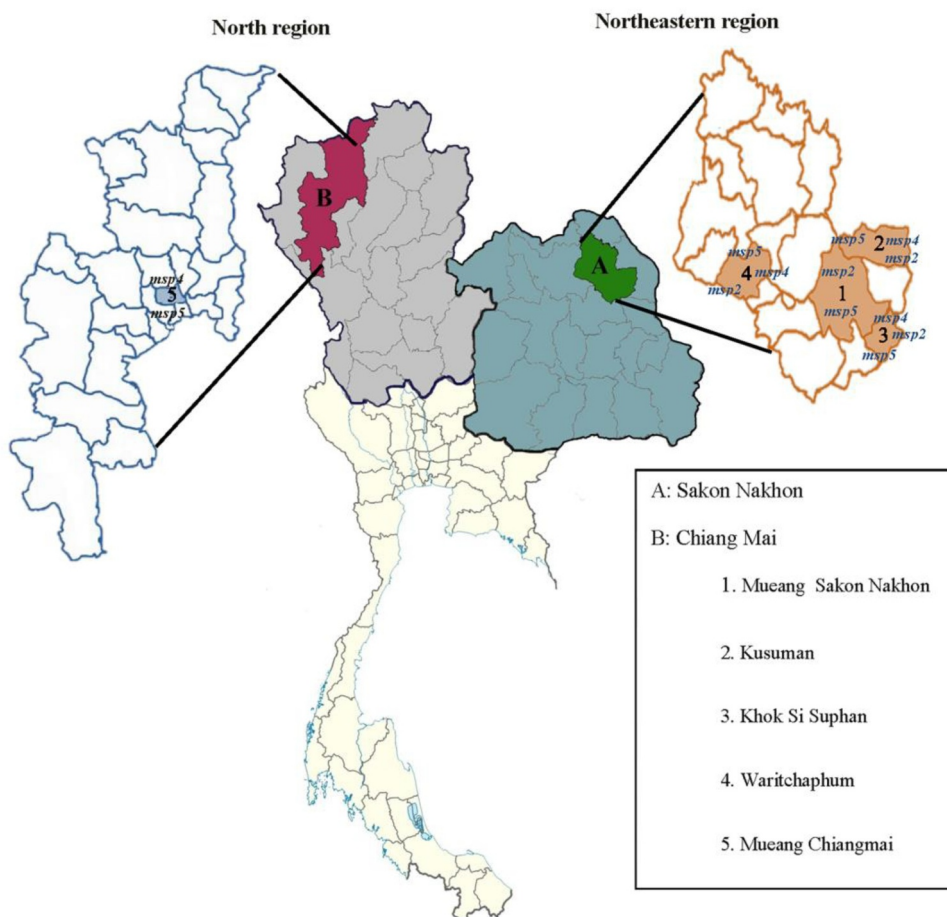 North region
Northeastern region
B
A
msp4
5
msp5
msp5
2 msp4
msp2
msp5
4 msp4
msp2
msp2
1
msp5
msp4
3 msp2
msp5
A: Sakon Nakhon
B: Chiang Mai
1. Mueang Sakon Nakhon
2. Kusuman
3. Khok Si Suphan
4. Waritchaphum
5. Mueang Chiangmai